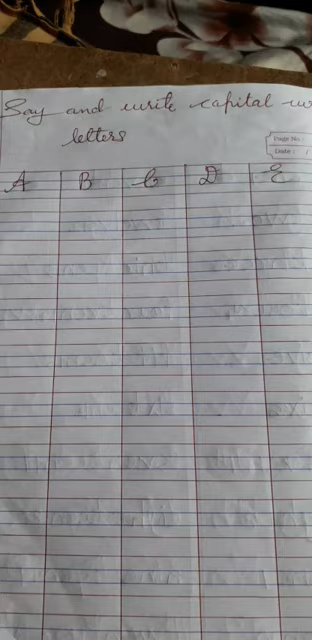 Say and write capital
letters
Page No.
Date:
A B C D E